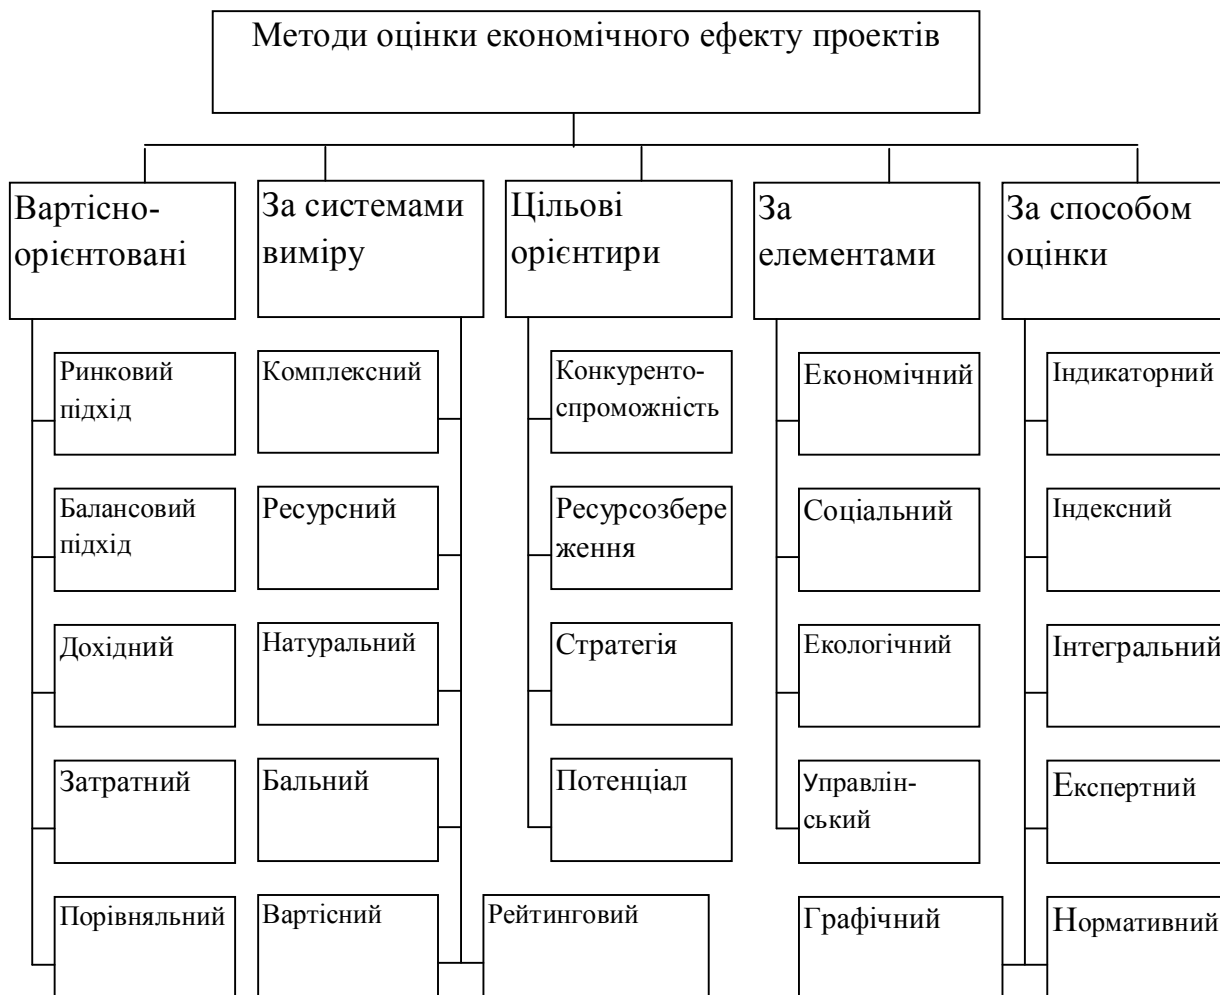 Методи оцінки економічного ефекту проектів
Вартісно-
орієнтовані
За системами
виміру
Цільові
орієнтири
За
елементами
За способом
оцінки
Ринковий
підхід
Комплексний
Конкуренто-
спроможність
Економічний
Індикаторний
Балансовий
підхід
Ресурсний
Ресурсозбере
ження
Соціальний
Індексний
Дохідний
Натуральний
Стратегія
Екологічний
Інтегральний
Затратний
Бальний
Потенціал
Управлін-
ський
Експертний
Порівняльний
Вартісний
Рейтинговий
Графічний
Нормативний